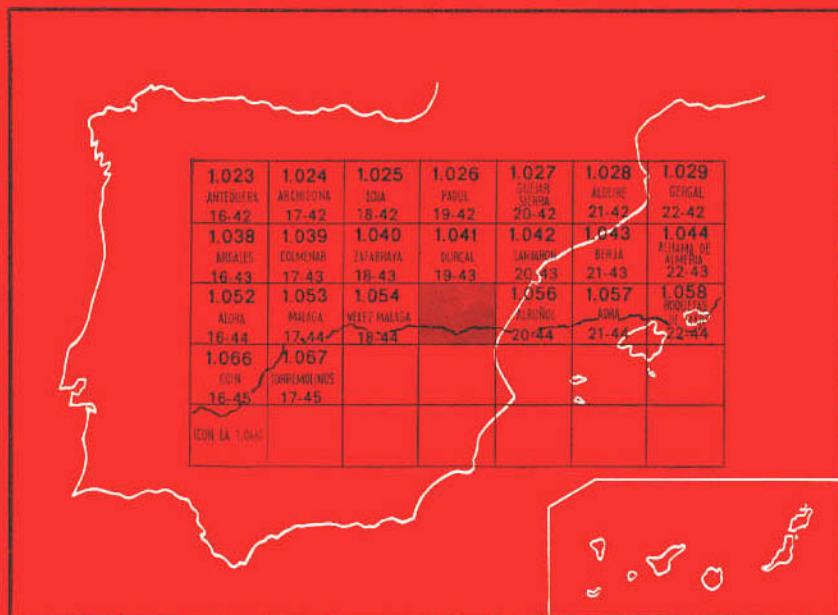 1.023 1.024 1.025 1.026 1.027 1.028 1.029
ANTEQUERA ARCHIDONA LOJA PADUL GUEJAR SIERRA ALDEIRE GERGAL
16-42 17-42 18-42 19-42 20-42 21-42 22-42
1.038 1.039 1.040 1.041 1.042 1.043 1.044
ARDALES COLMENAR ZAFARRAYA DURCAL LANJARON BERJA ALHAMA DE ALMERIA
16-43 17-43 18-43 19-43 20-43 21-43 22-43
1.052 1.053 1.054 1.056 1.057 1.058
ALORA MALAGA VELEZ MALAGA ALBUÑOL ADRA ROQUETAS
16-44 17-44 18-44 20-44 21-44 22-44
1.066 1.067
COIN TORREMOLINOS
16-45 17-45
(CON LA 1.066)